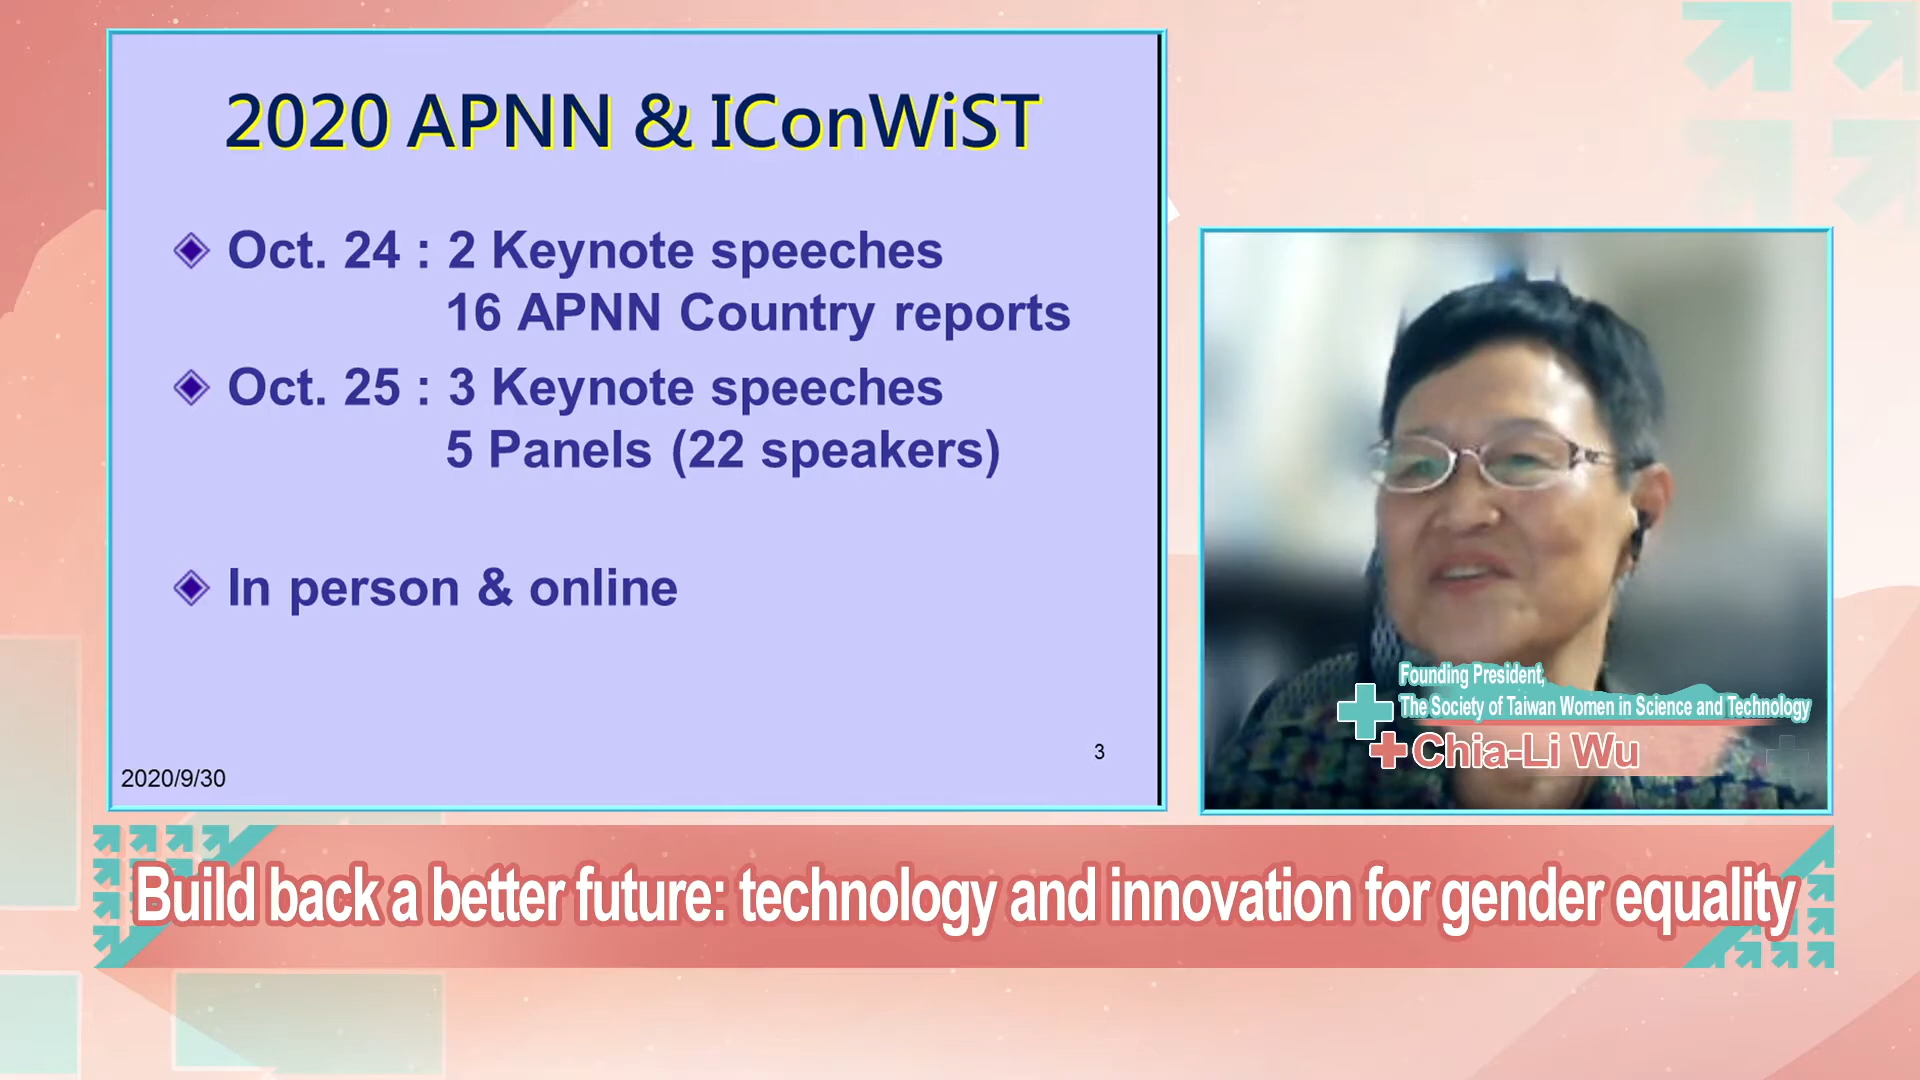 2020 APNN & IConWiST
Oct. 24 : 2 Keynote speeches
16 APNN Country reports
Oct. 25 : 3 Keynote speeches
5 Panels (22 speakers)
In person & online
3
2020/9/30
Founding President,
The Society of Taiwan Women in Science and Technology
Chia-Li Wu
Build back a better future: technology and innovation for gender equality